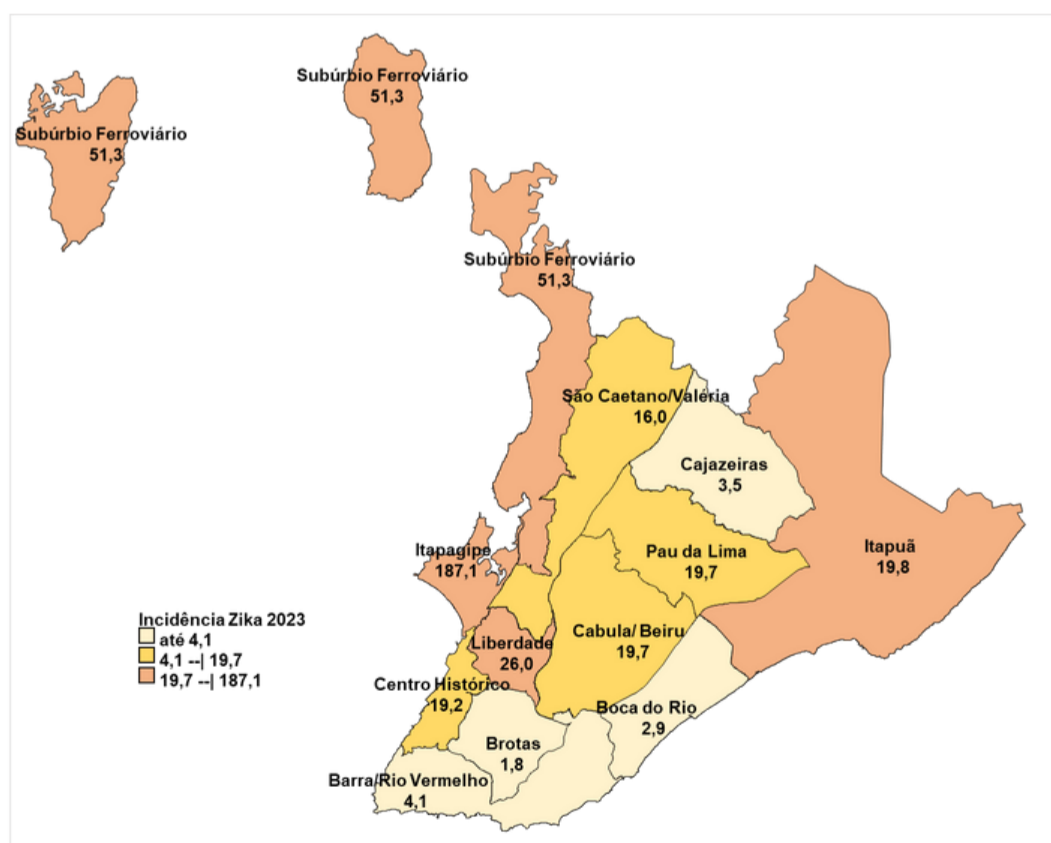 Subúrbio Ferroviário
51,3
Subúrbio Ferroviário
51,3
Subúrbio Ferroviário
51,3
São Caetano/Valéria
16,0
Cajazeiras
3,5
Itapagipe
187,1
Pau da Lima
19,7
Itapuã
19,8
Incidência Zika 2023
até 4,1
4,1 --| 19,7
19,7 --| 187,1
Liberdade
26,0
Cabula/ Beiru
19,7
Centro Histórico
19,2
Boca do Rio
2,9
Brotas
1,8
Barra/Rio Vermelho
4,1